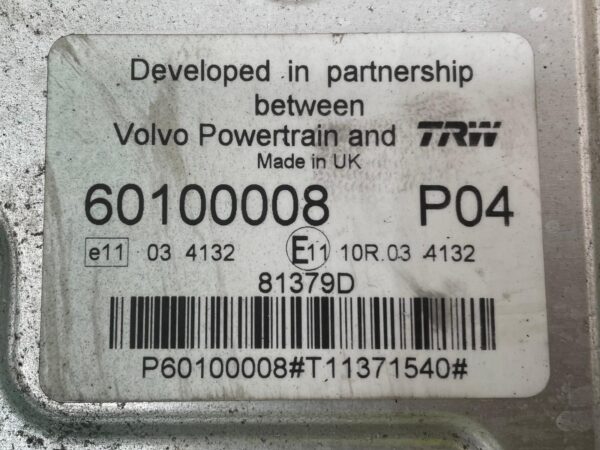 Developed in partnership
between
Volvo Powertrain and TRW
Made in UK
60100008 P04
e11 03 4132 E11 10R.03 4132
81379D
P60100008#T11371540#